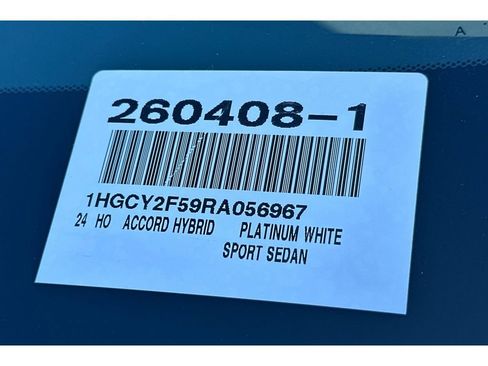 A
260408-1
1HGCY2F59RA056967
24 HO ACCORD HYBRID PLATINUM WHITE
SPORT SEDAN